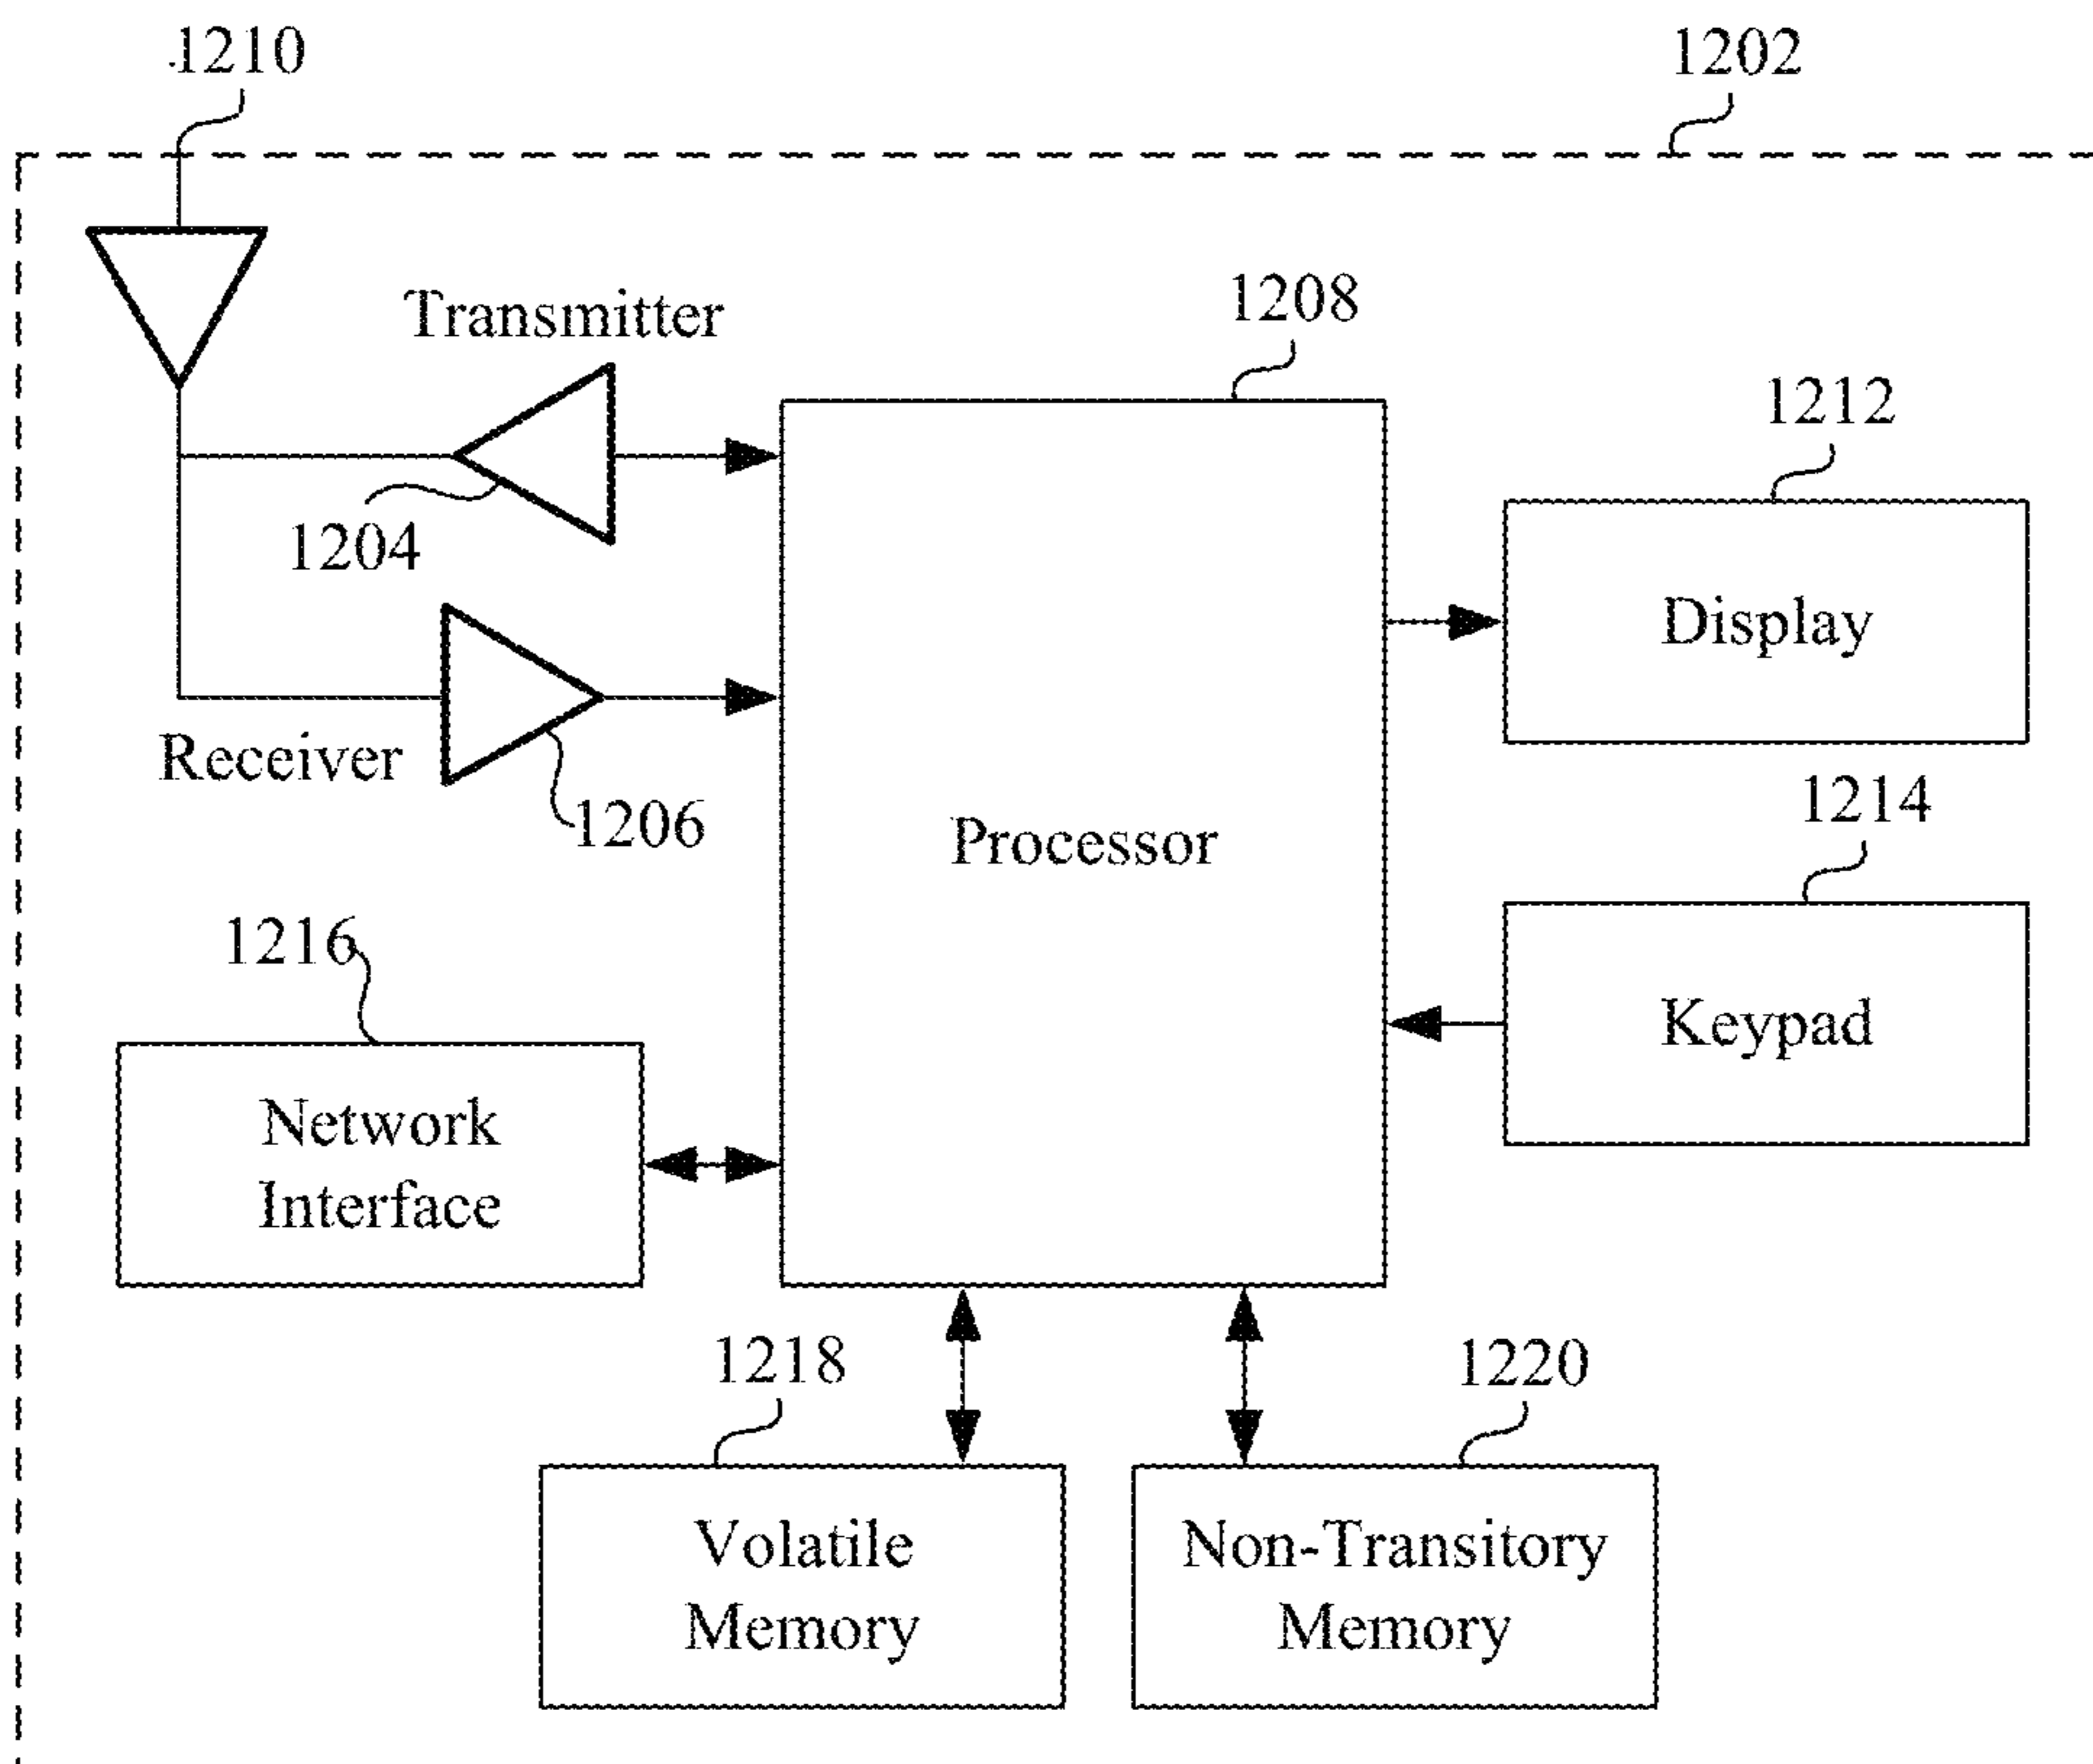 1210
1202
Transmitter
1208
1212
1204
Display
Receiver
1206
1214
Processor
1216
Keypad
Network
Interface
1218
1220
Volatile
Memory
Non-Transitory
Memory